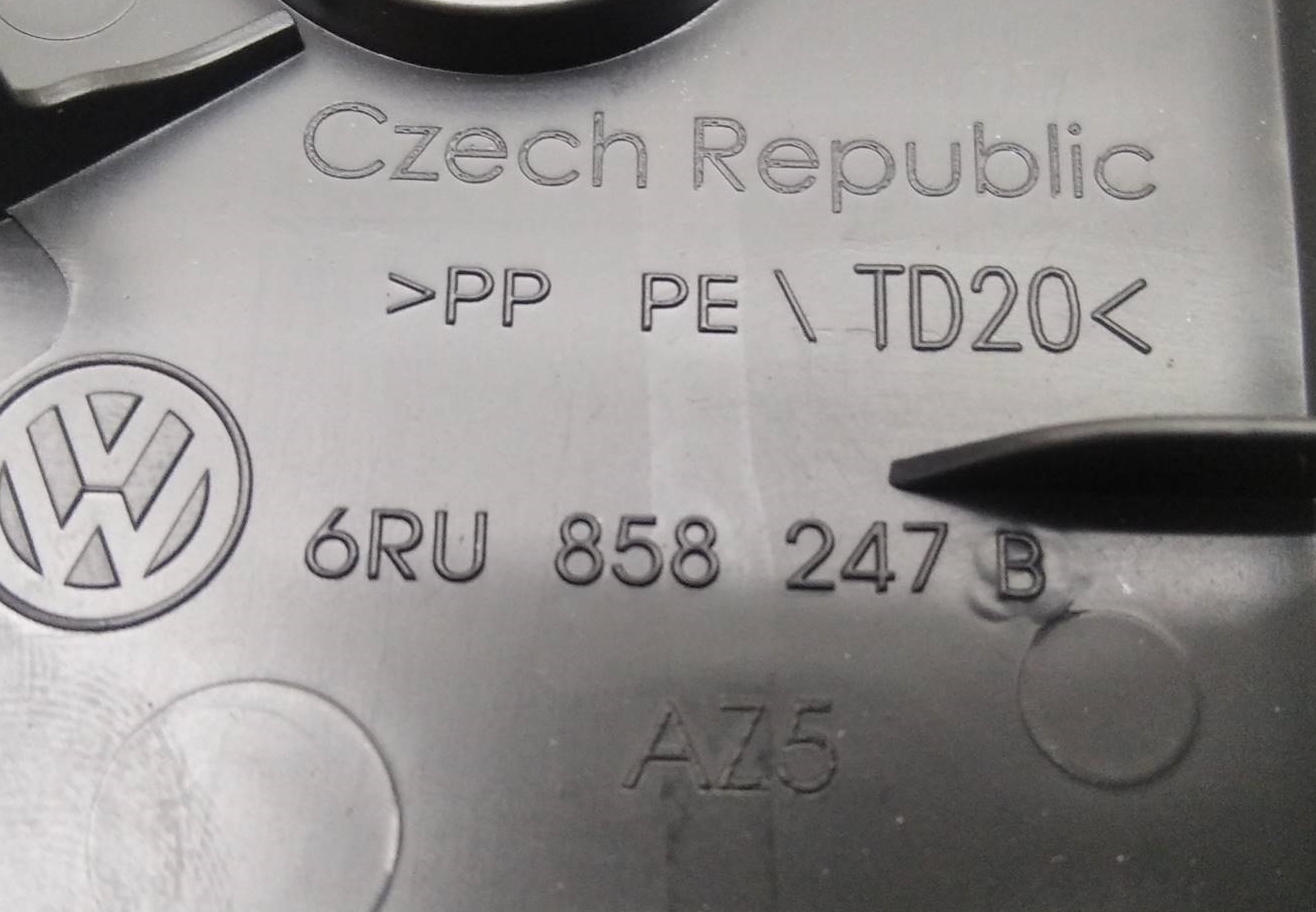 Czech Republic
>PP PE \ TD20<
6RU 858 247 B
AZ5